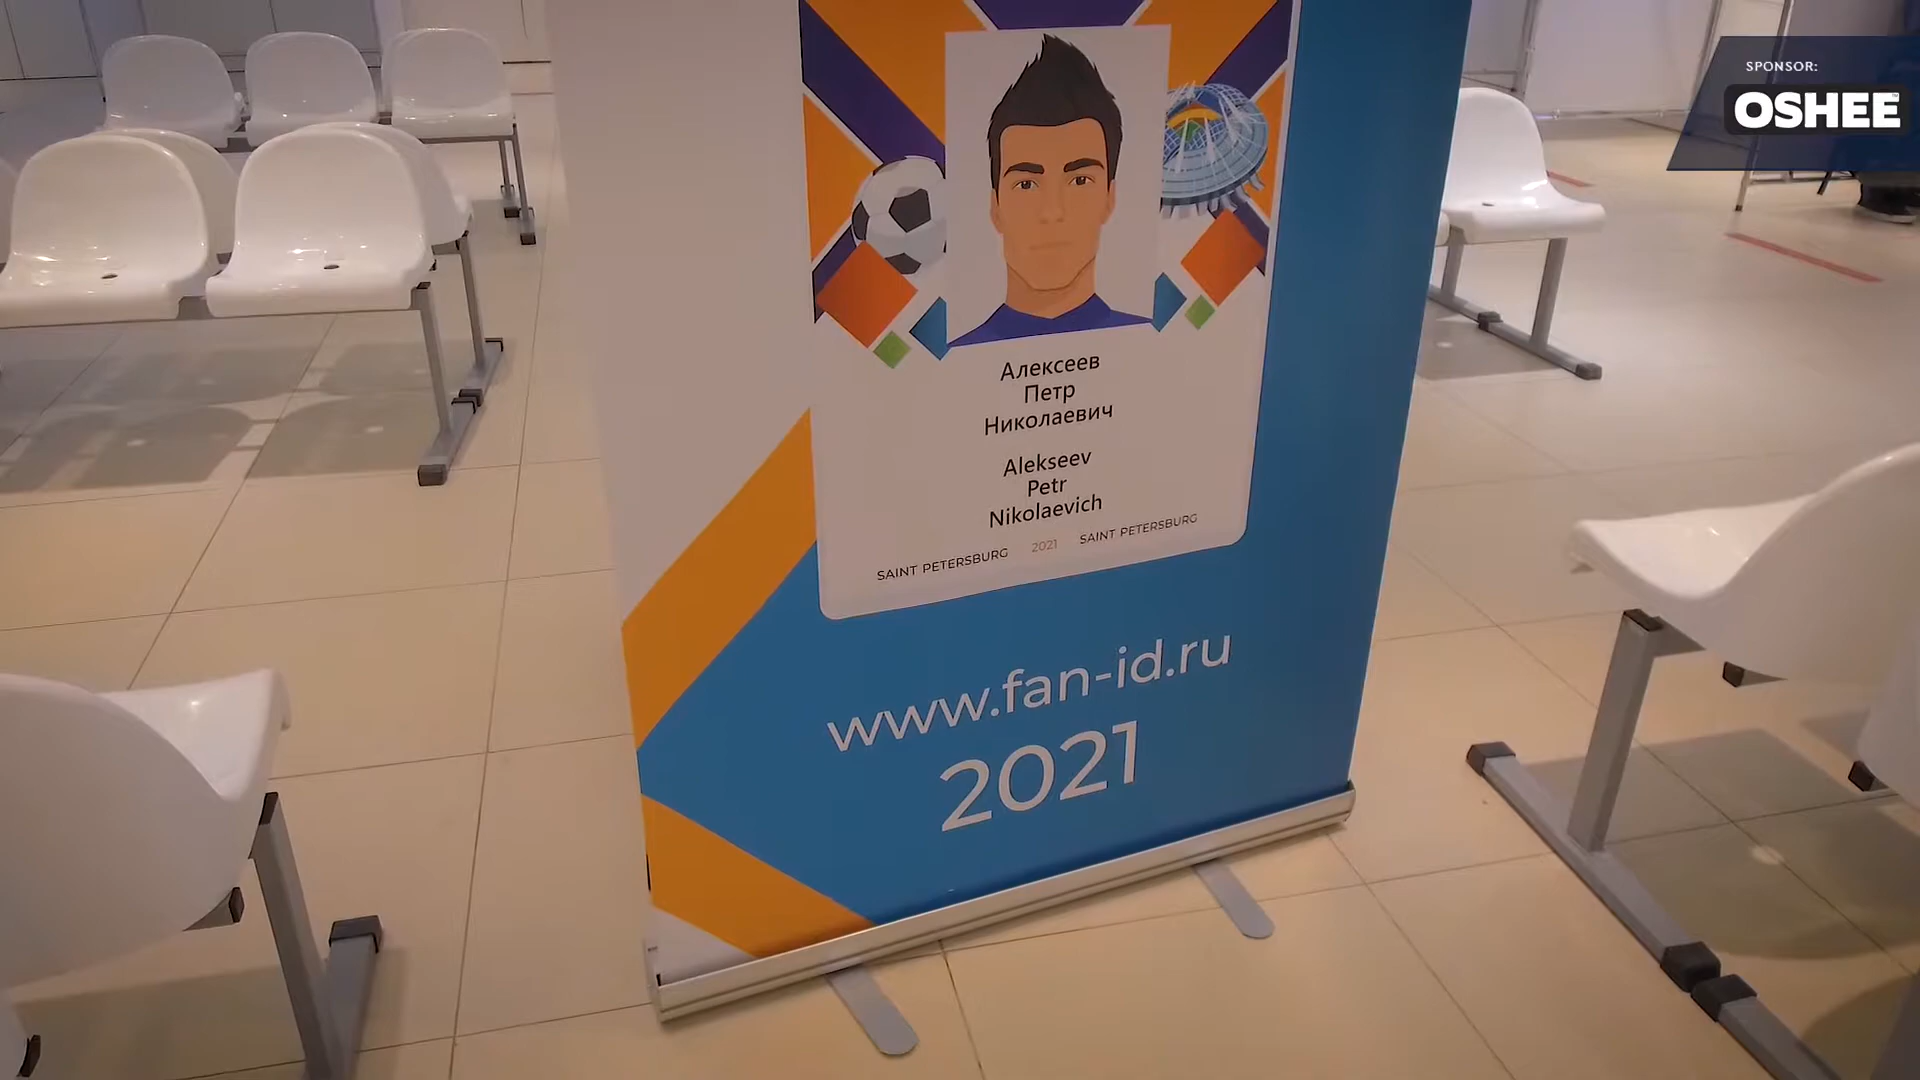 SPONSOR:
OSHEE
Алексеев
Петр
Николаевич
Alekseev
Petr
Nikolaevich
SAINT PETERSBURG 2021 SAINT PETERSBURG
www.fan-id.ru
2021